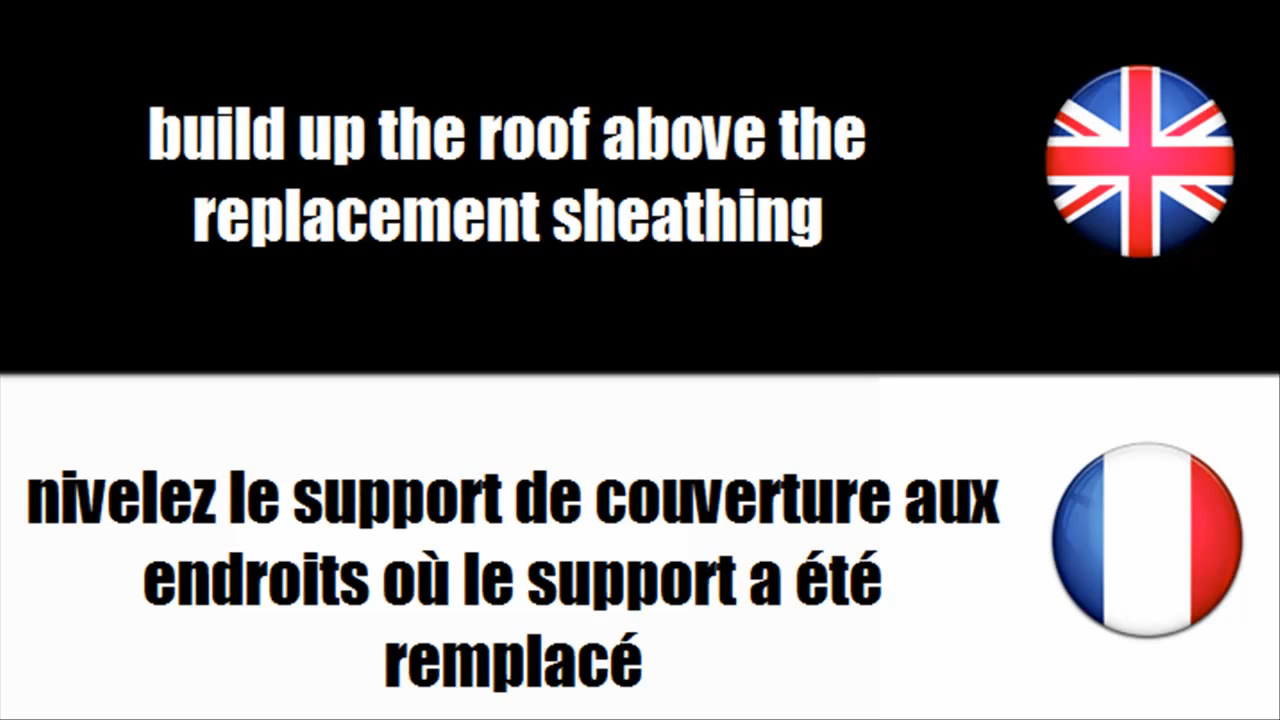 build up the roof above the
replacement sheathing
nivelez le support de couverture aux
endroits où le support a été
remplacé